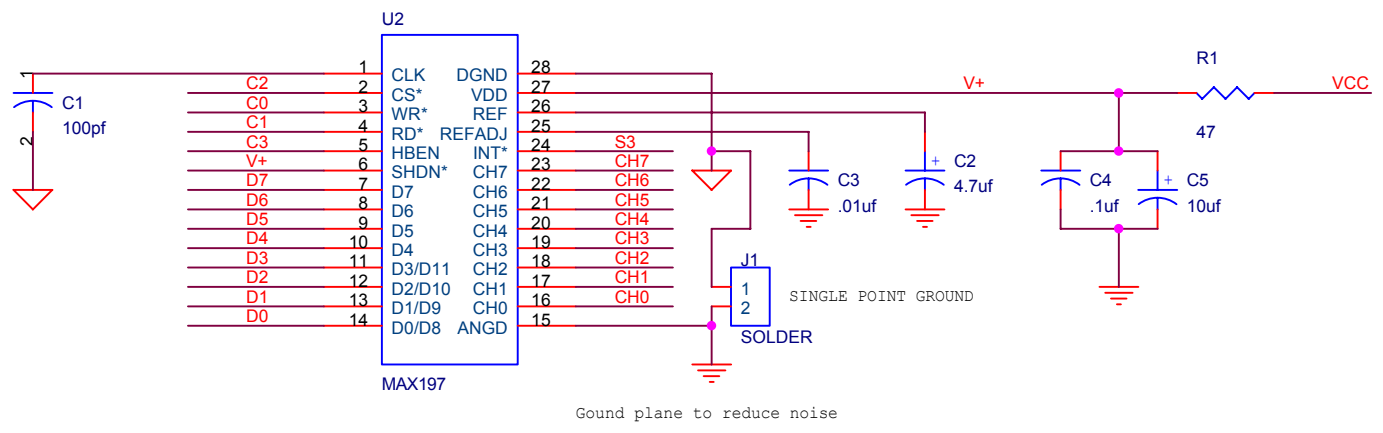 U2
1 CLK DGND 28
C2 2 CS* VDD 27 V+ R1 VCC
C0 3 WR* REF 26
C1 4 RD* REFADJ 25 47
C3 5 HBEN INT* 24 S3
V+ 6 SHDN* CH7 23 CH7
D7 7 D7 CH6 22 CH6
D6 8 D6 CH5 21 CH5
D5 9 D5 CH4 20 CH4
D4 10 D4 CH3 19 CH3
D3 11 D3/D11 CH2 18 CH2
D2 12 D2/D10 CH1 17 CH1
D1 13 D1/D9 CH0 16 CH0
D0 14 D0/D8 ANGD 15
MAX197
1
C1
100pf
2
C3
.01uf
+ C2
4.7uf
C4
.1uf
+ C5
10uf
J1
1
2
SINGLE POINT GROUND
SOLDER
Gound plane to reduce noise